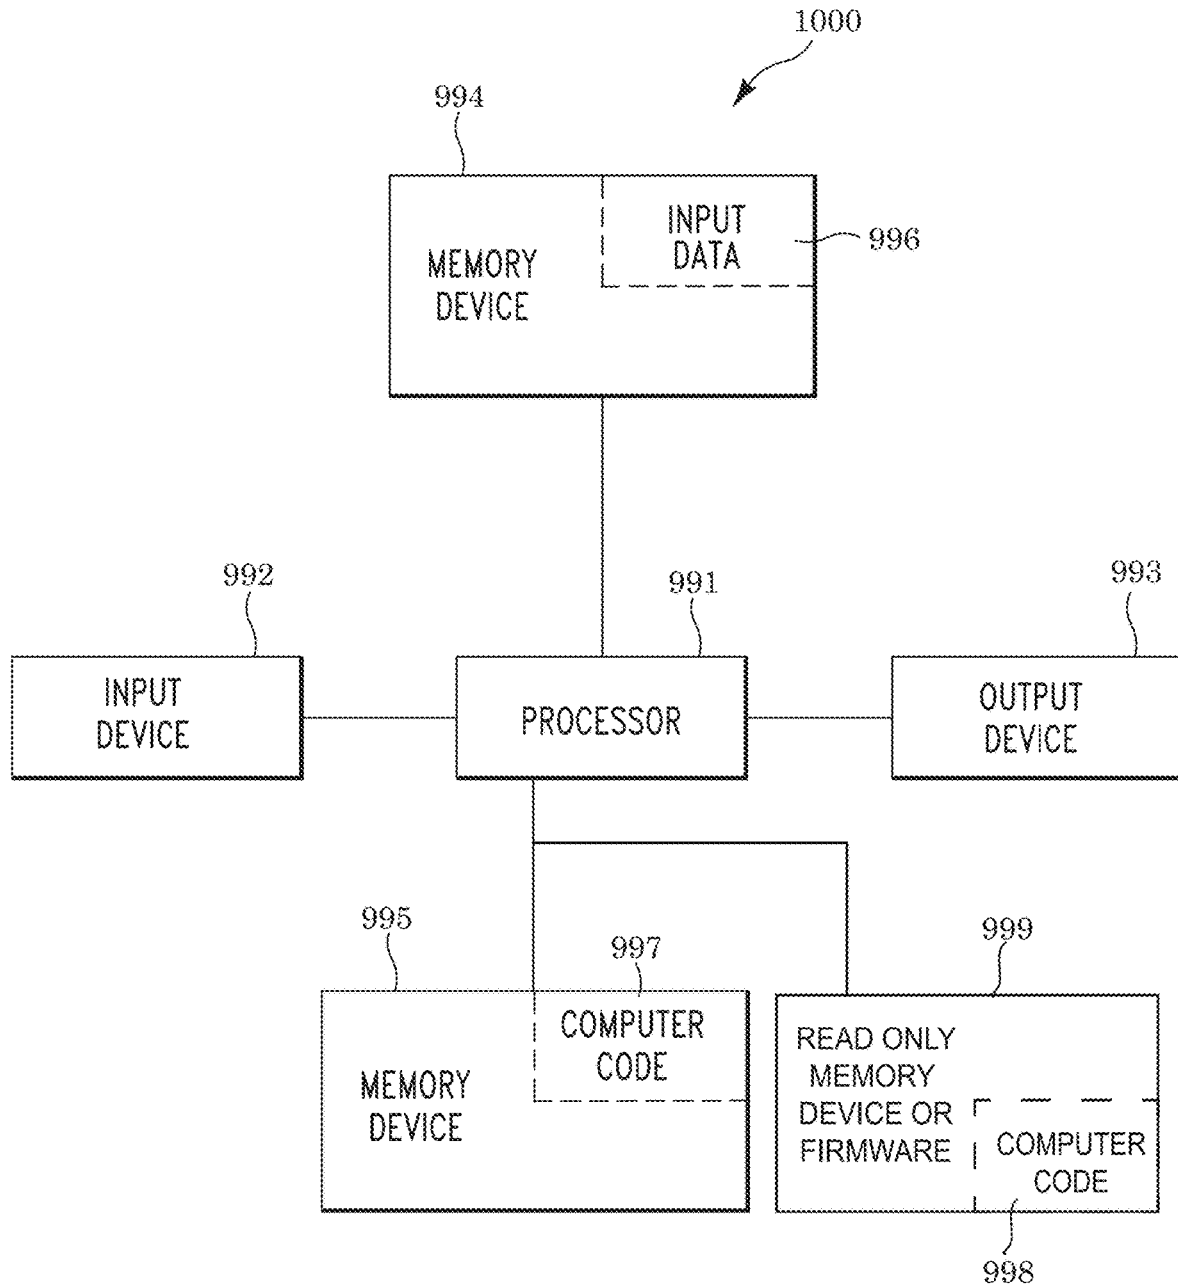 1000
994
INPUT
DATA
996
MEMORY
DEVICE
992
991
993
INPUT
DEVICE
PROCESSOR
OUTPUT
DEVICE
995
997
999
COMPUTER
CODE
MEMORY
DEVICE
READ ONLY
MEMORY
DEVICE OR
FIRMWARE
COMPUTER
CODE
998